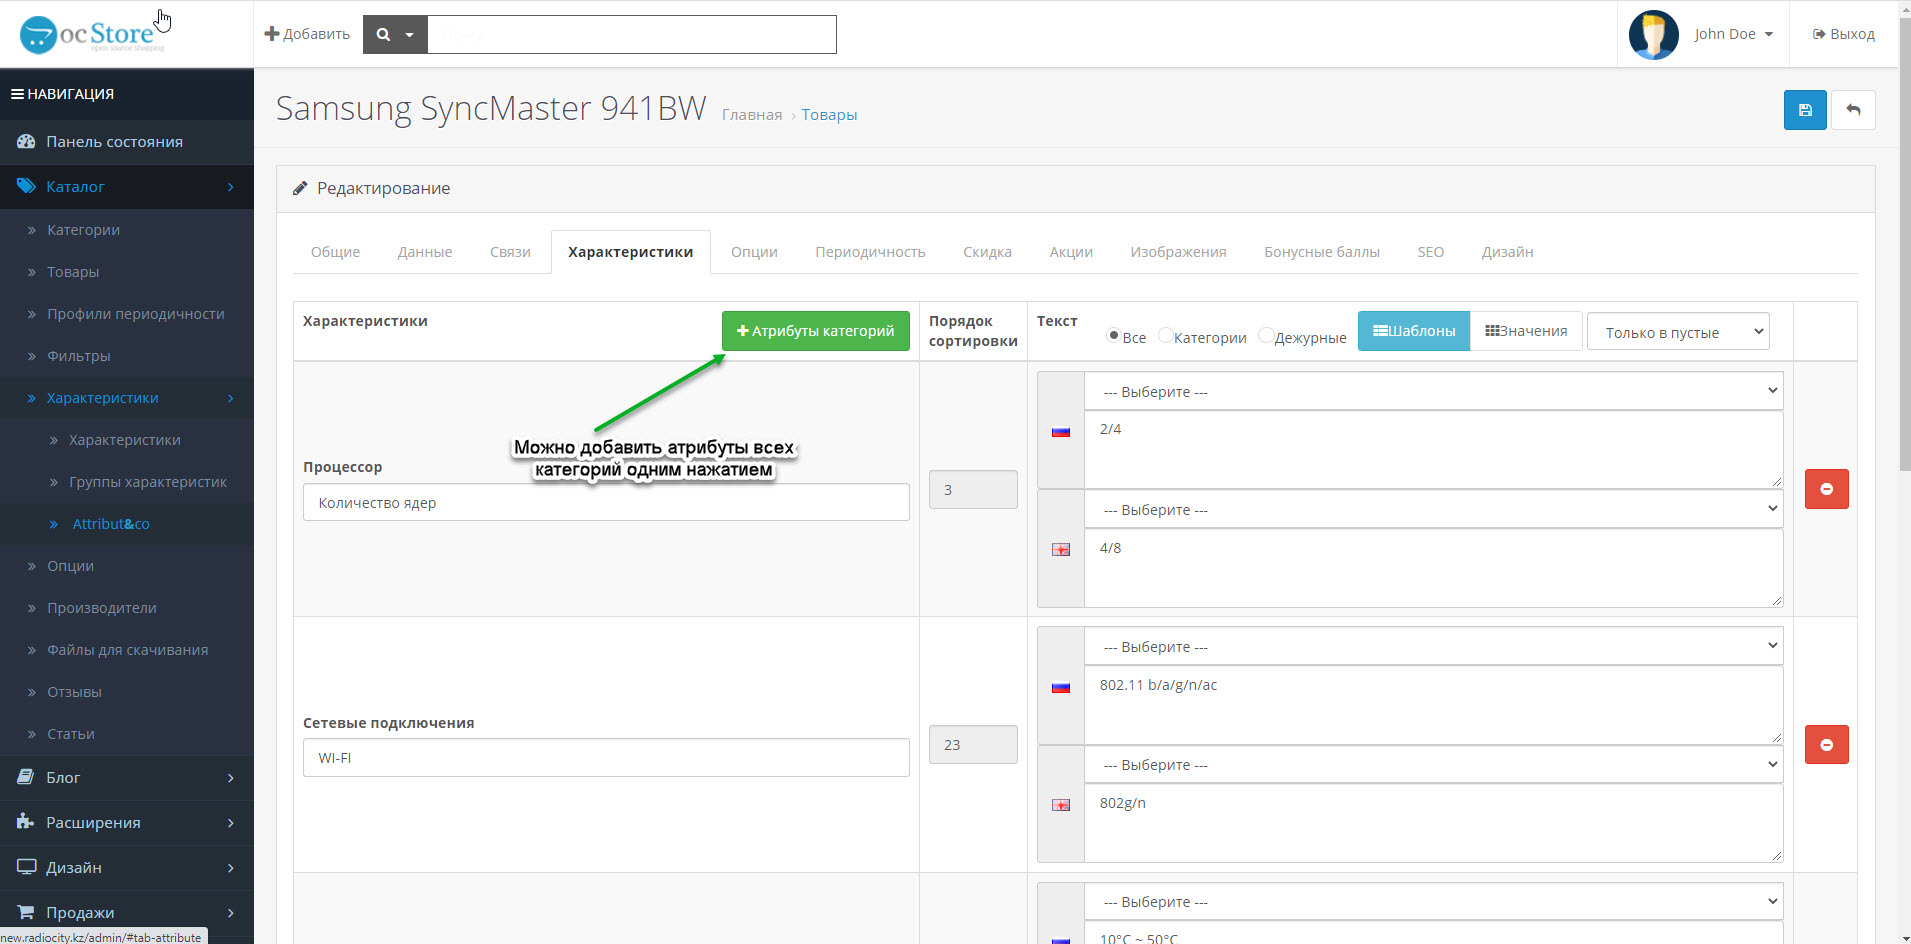 ocStore
open source shopping
Добавить
John Doe
Выход
НАВИГАЦИЯ
Панель состояния
Каталог
Категории
Товары
Профили периодичности
Фильтры
Характеристики
Характеристики
Группы характеристик
Attribut&co
Опции
Производители
Файлы для скачивания
Отзывы
Статьи
Блог
Расширения
Дизайн
Продажи
new.radiocity.kz/admin/#tab-attribute
Samsung SyncMaster 941BW Главная › Товары
Редактирование
Общие Данные Связи Характеристики Опции Периодичность Скидка Акции Изображения Бонусные баллы SEO Дизайн
Характеристики
Атрибуты категорий
Порядок
сортировки
Текст
Все Категории Дежурные
Шаблоны Значения
Только в пустые
Можно добавить атрибуты всех
категорий одним нажатием
Процессор
Количество ядер
3
--- Выберите ---
2/4
--- Выберите ---
4/8
Сетевые подключения
WI-FI
23
--- Выберите ---
802.11 b/a/g/n/ac
--- Выберите ---
802g/n
--- Выберите ---
10°C ~ 50°C